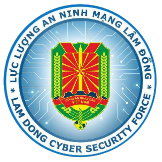 * LỰC LƯỢNG AN NINH MẠNG LÂM ĐỒNG *
LAM DONG CYBER SECURITY FORCE